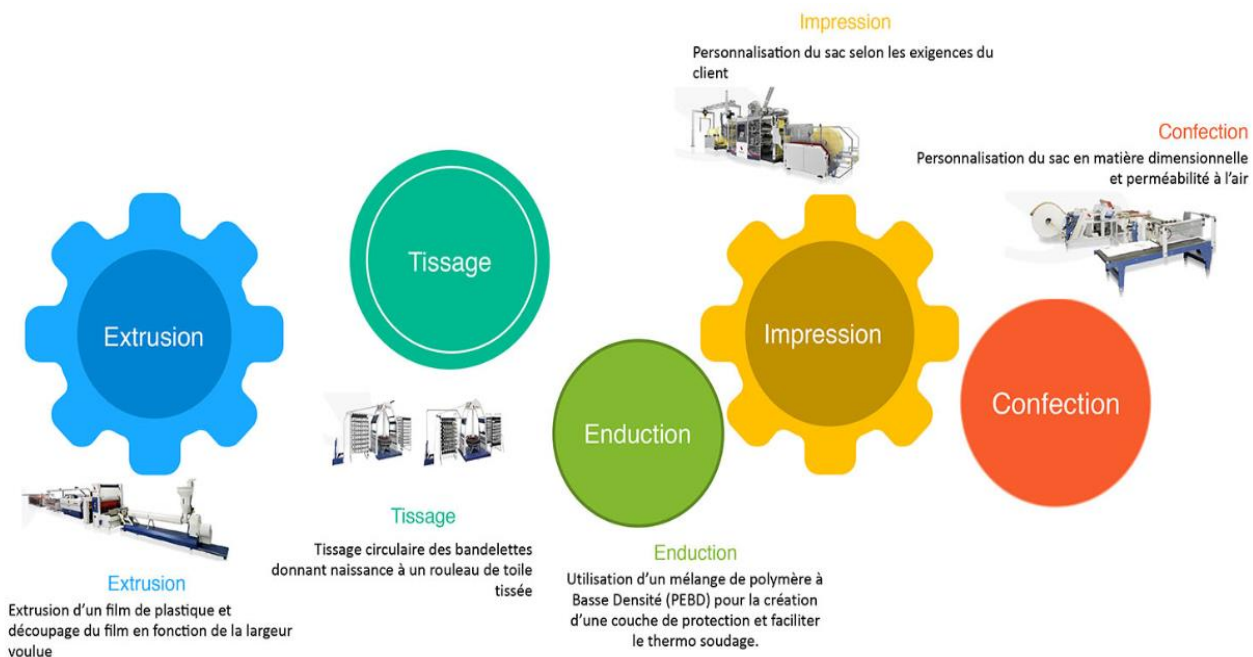 Impression
Personnalisation du sac selon les exigences du
client
Confection
Personnalisation du sac en matière dimensionnelle
et perméabilité à l'air
Tissage
Extrusion
Impression
Enduction
Confection
Tissage
Tissage circulaire des bandelettes
donnant naissance à un rouleau de toile
tissée
Enduction
Utilisation d'un mélange de polymère à
Basse Densité (PEBD) pour la création
d'une couche de protection et faciliter
le thermo soudage.
Extrusion
Extrusion d'un film de plastique et
découpage du film en fonction de la largeur
voulue